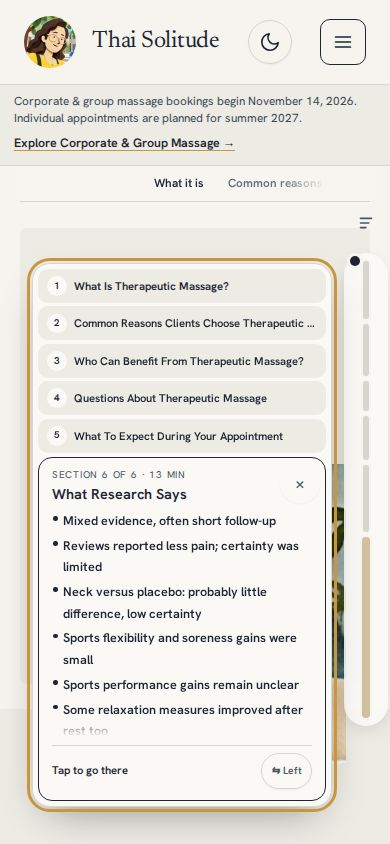 Thai Solitude
Corporate & group massage bookings begin November 14, 2026.
Individual appointments are planned for summer 2027.
Explore Corporate & Group Massage →
What it is
Common reasons
1 What Is Therapeutic Massage?
2 Common Reasons Clients Choose Therapeutic ...
3 Who Can Benefit From Therapeutic Massage?
4 Questions About Therapeutic Massage
5 What To Expect During Your Appointment
SECTION 6 OF 6 · 13 MIN
What Research Says
• Mixed evidence, often short follow-up
• Reviews reported less pain; certainty was
limited
• Neck versus placebo: probably little
difference, low certainty
• Sports flexibility and soreness gains were
small
• Sports performance gains remain unclear
• Some relaxation measures improved after
rest too
Tap to go there
⇆ Left